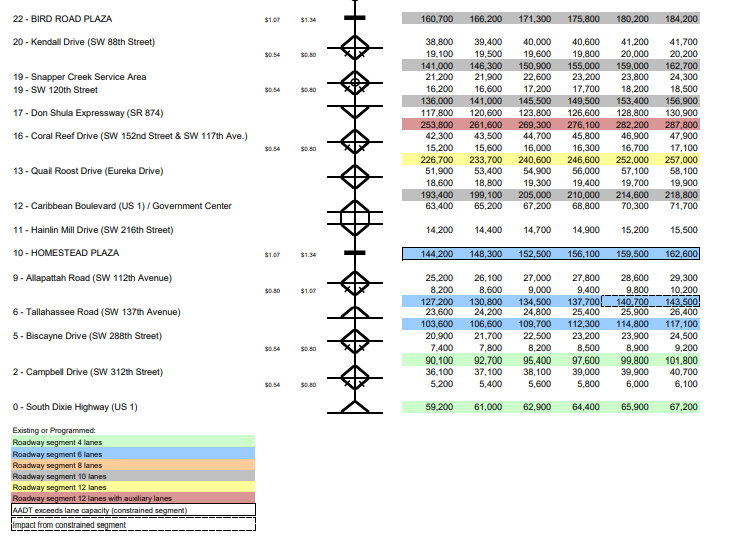 22 - BIRD ROAD PLAZA $1.07 $1.34 160,700 166,200 171,300 175,800 180,200 184,200
20 - Kendall Drive (SW 88th Street) 38,800 39,400 40,000 40,600 41,200 41,700
$0.54 $0.80 19,100 19,500 19,600 19,800 20,000 20,200
141,000 146,300 150,900 155,000 159,000 162,700
19 - Snapper Creek Service Area 21,200 21,900 22,600 23,200 23,800 24,300
19 - SW 120th Street $0.54 $0.80 16,200 16,600 17,200 17,700 18,200 18,500
136,000 141,000 145,500 149,500 153,400 156,900
17 - Don Shula Expressway (SR 874) 117,800 120,600 123,800 126,600 128,800 130,900
253,800 261,600 269,300 276,100 282,200 287,800
16 - Coral Reef Drive (SW 152nd Street & SW 117th Ave.) 42,300 43,500 44,700 45,800 46,900 47,900
$0.54 $0.80 15,200 15,600 16,000 16,300 16,700 17,100
226,700 233,700 240,600 246,600 252,000 257,000
13 - Quail Roost Drive (Eureka Drive) 51,900 53,400 54,900 56,000 57,100 58,100
18,600 18,800 19,300 19,400 19,700 19,900
193,400 199,100 205,000 210,000 214,600 218,800
12 - Caribbean Boulevard (US 1) / Government Center 63,400 65,200 67,200 68,800 70,300 71,700
11 - Hainlin Mill Drive (SW 216th Street) 14,200 14,400 14,700 14,900 15,200 15,500
10 - HOMESTEAD PLAZA $1.07 $1.34 144,200 148,300 152,500 156,100 159,500 162,600
9 - Allapattah Road (SW 112th Avenue) 25,200 26,100 27,000 27,800 28,600 29,300
$0.80 $1.07 8,200 8,600 9,000 9,400 9,800 10,200
127,200 130,800 134,500 137,700 140,700 143,500
6 - Tallahassee Road (SW 137th Avenue) 23,600 24,200 24,800 25,400 25,900 26,400
103,600 106,600 109,700 112,300 114,800 117,100
5 - Biscayne Drive (SW 288th Street) 20,900 21,700 22,500 23,200 23,900 24,500
$0.54 $0.80 7,400 7,800 8,200 8,500 8,900 9,200
90,100 92,700 95,400 97,600 99,800 101,800
2 - Campbell Drive (SW 312th Street) 36,100 37,100 38,100 39,000 39,900 40,700
$0.54 $0.80 5,200 5,400 5,600 5,800 6,000 6,100
0 - South Dixie Highway (US 1) 59,200 61,000 62,900 64,400 65,900 67,200
Existing or Programmed:
Roadway segment 4 lanes
Roadway segment 6 lanes
Roadway segment 8 lanes
Roadway segment 10 lanes
Roadway segment 12 lanes
Roadway segment 12 lanes with auxiliary lanes
AADT exceeds lane capacity (constrained segment)
Impact from constrained segment